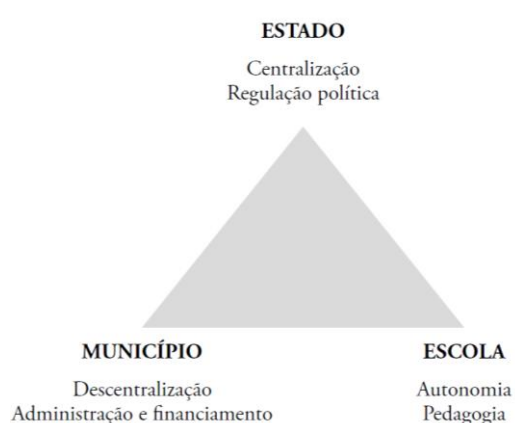 ESTADO
Centralização
Regulação política
MUNICÍPIO
Descentralização
Administração e financiamento
ESCOLA
Autonomia
Pedagogia